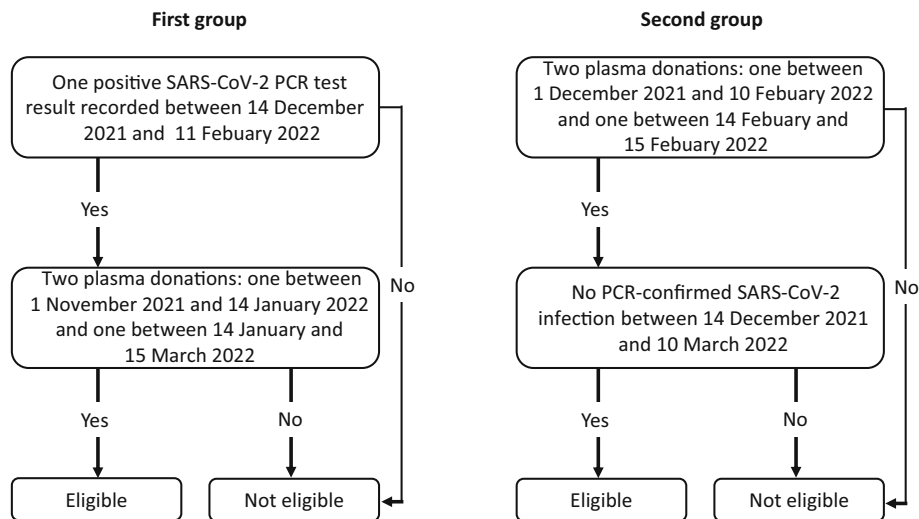 First group
One positive SARS-CoV-2 PCR test
result recorded between 14 December
2021 and 11 Febuary 2022
Yes
No
Two plasma donations: one between
1 November 2021 and 14 January 2022
and one between 14 January and
15 March 2022
Yes
No
Eligible
Not eligible
Second group
Two plasma donations: one between
1 December 2021 and 10 Febuary 2022
and one between 14 Febuary and
15 Febuary 2022
Yes
No
No PCR-confirmed SARS-CoV-2
infection between 14 December 2021
and 10 March 2022
Yes
No
Eligible
Not eligible